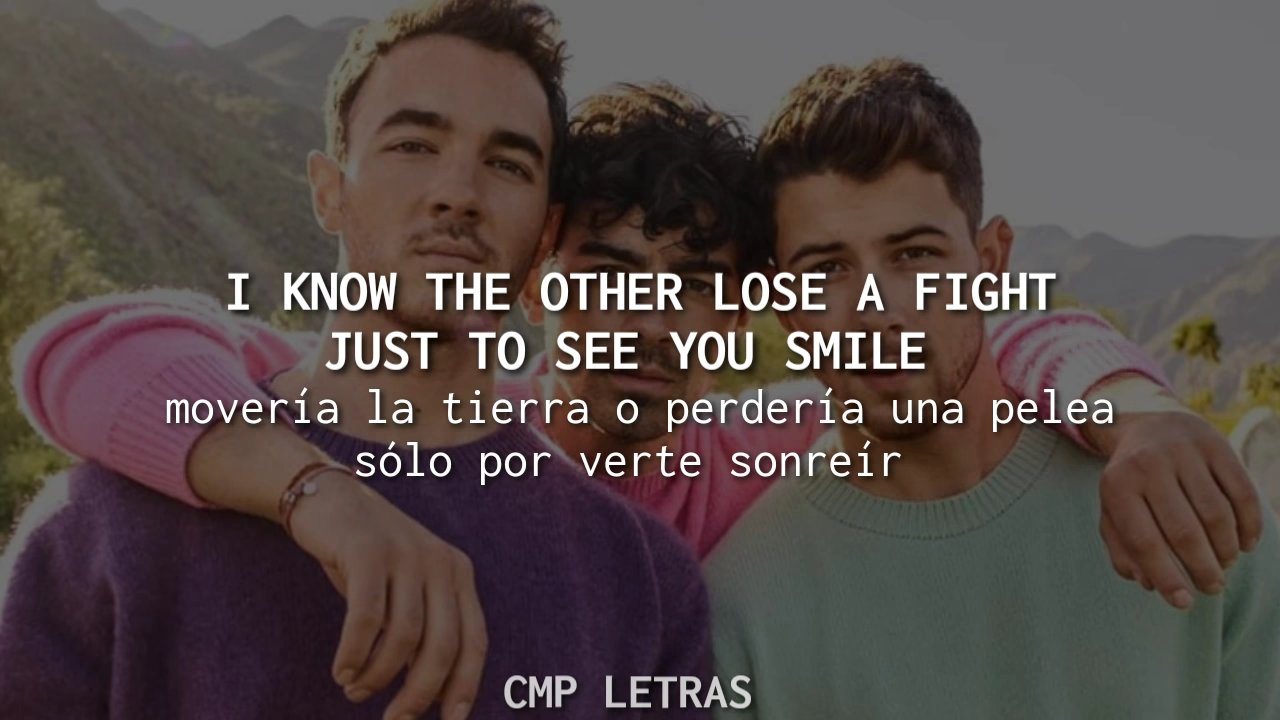 I KNOW THE OTHER LOSE A FIGHT
JUST TO SEE YOU SMILE
movería la tierra o perdería una pelea
sólo por verte sonreír
CMP LETRAS